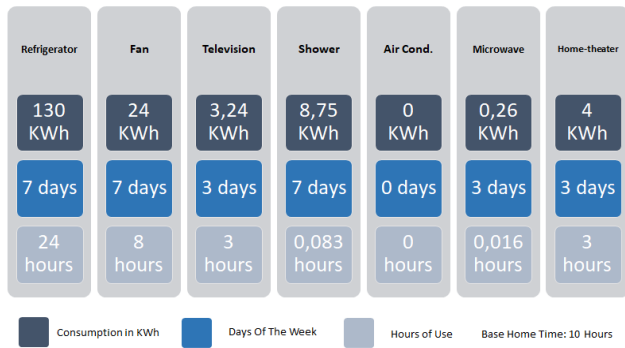 Refrigerator
Fan
Television
Shower
Air Cond.
Microwave
Home-theater
130
KWh
24
KWh
3,24
KWh
8,75
KWh
0
KWh
0,26
KWh
4
KWh
7 days
7 days
3 days
7 days
0 days
3 days
3 days
24
hours
8
hours
3
hours
0,083
hours
0
hours
0,016
hours
3
hours
Consumption in KWh
Days Of The Week
Hours of Use
Base Home Time: 10 Hours